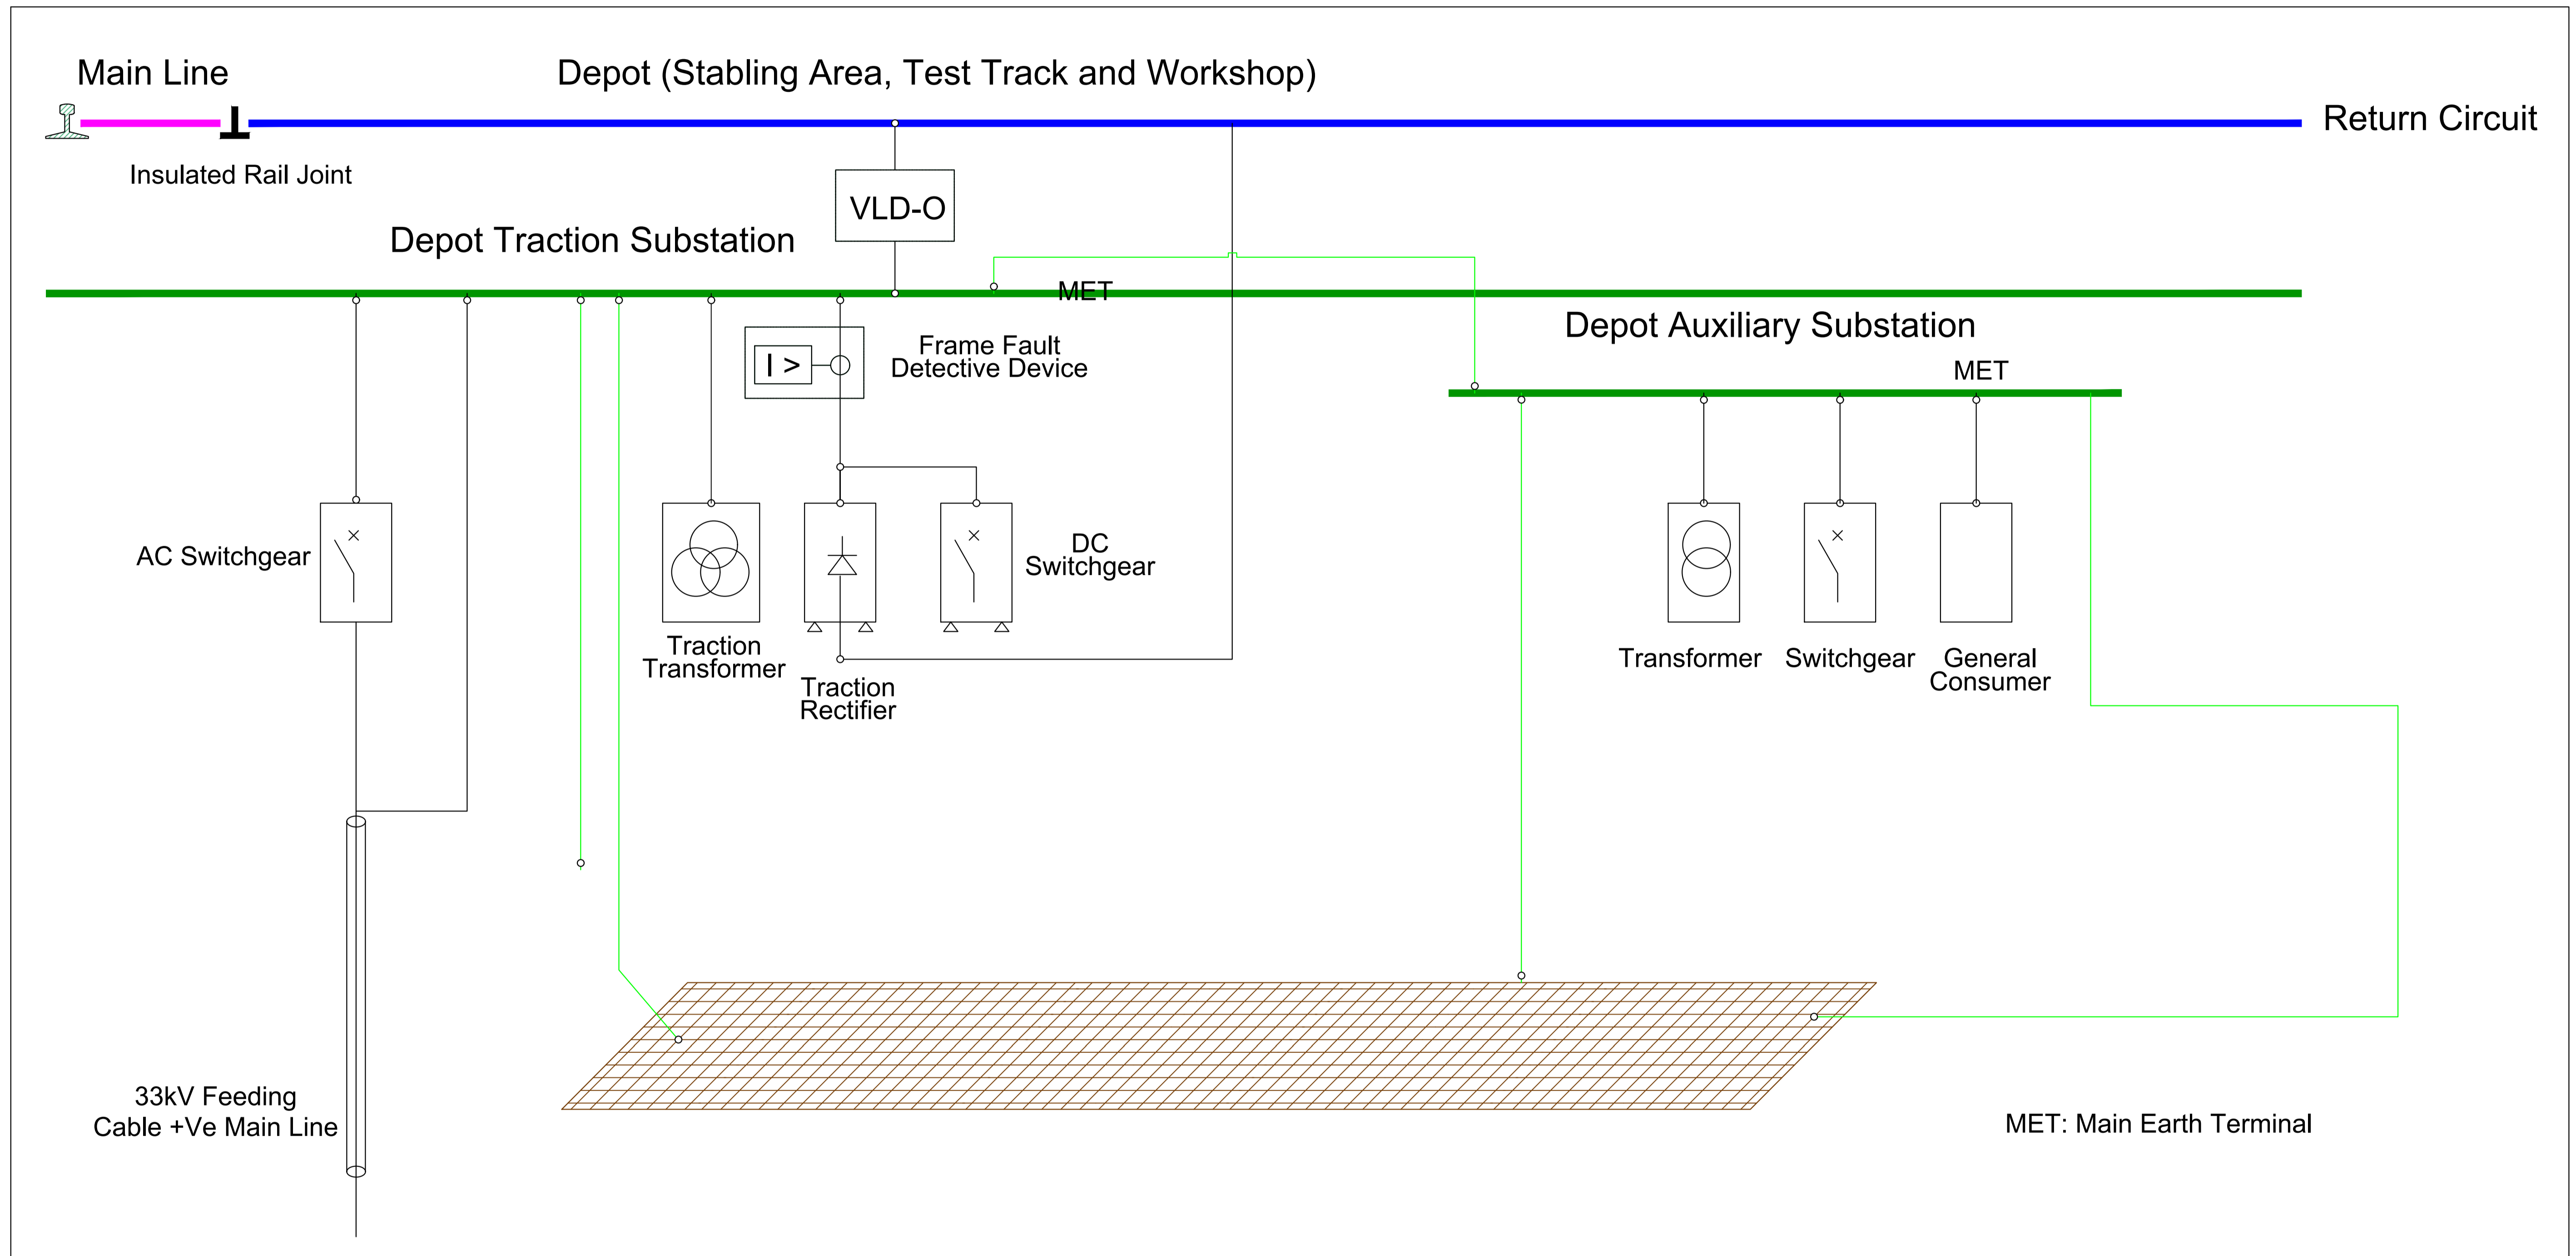 Main Line
Depot (Stabling Area, Test Track and Workshop)
Return Circuit
Insulated Rail Joint
VLD-O
Depot Traction Substation
MET
Depot Auxiliary Substation
Frame Fault
Detective Device
I >
MET
AC Switchgear
DC
Switchgear
Traction
Transformer
Traction
Rectifier
Transformer
Switchgear
General
Consumer
33kV Feeding
Cable +Ve Main Line
MET: Main Earth Terminal